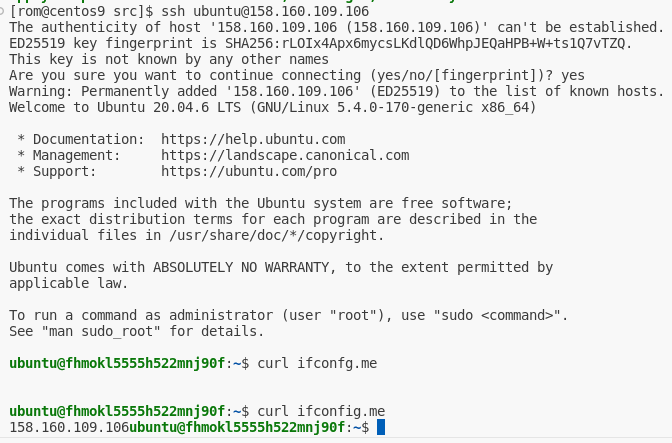 [rom@centos9 src]$ ssh ubuntu@158.160.109.106
The authenticity of host '158.160.109.106 (158.160.109.106)' can't be established.
ED25519 key fingerprint is SHA256:rLOIx4Apx6mycsLKdlQD6WhpJEQaHPB+W+ts1Q7vTZQ.
This key is not known by any other names
Are you sure you want to continue connecting (yes/no/[fingerprint])? yes
Warning: Permanently added '158.160.109.106' (ED25519) to the list of known hosts.
Welcome to Ubuntu 20.04.6 LTS (GNU/Linux 5.4.0-170-generic x86_64)
* Documentation: https://help.ubuntu.com
* Management: https://landscape.canonical.com
* Support: https://ubuntu.com/pro
The programs included with the Ubuntu system are free software;
the exact distribution terms for each program are described in the
individual files in /usr/share/doc/*/copyright.
Ubuntu comes with ABSOLUTELY NO WARRANTY, to the extent permitted by
applicable law.
To run a command as administrator (user "root"), use "sudo <command>".
See "man sudo_root" for details.
ubuntu@fhmokl5555h522mnj90f:~$ curl ifconfg.me
ubuntu@fhmokl5555h522mnj90f:~$ curl ifconfig.me
158.160.109.106ubuntu@fhmokl5555h522mnj90f:~$